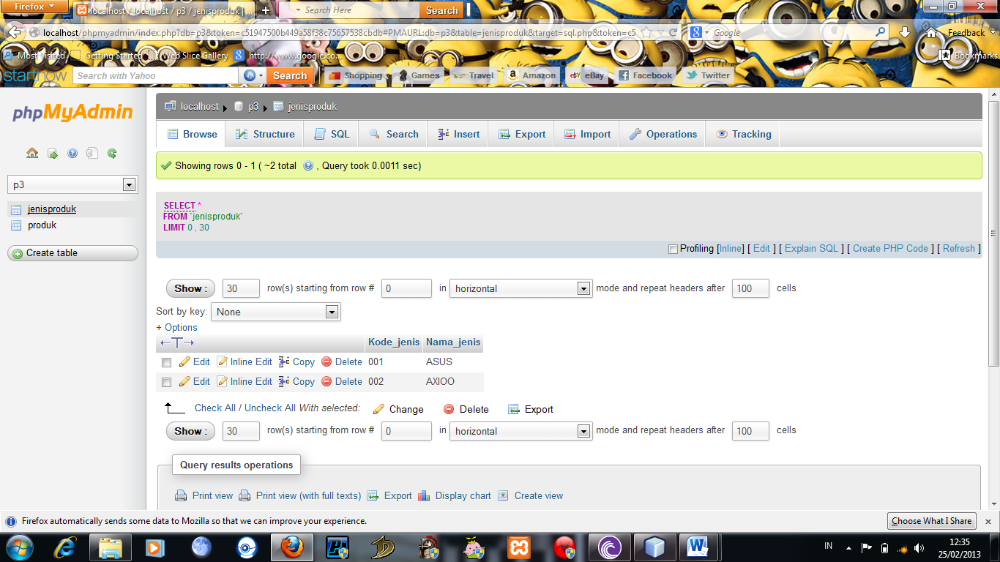 Firefox
localhost / localhost / p3 / jenisproduk | ...
Search Here
Search
localhost/phpmyadmin/index.php?db=p3&token=c51947500b449a58f38c75657538cbdb#PMAURL:db=p3&table=jenisproduk&target=sql.php&token=c5
Google
Feedback
Most Visited Getting Started Web Slice Gallery http://www.google.co...
Bookmarks
startnow Search with Yahoo Search Shopping Games Travel Amazon eBay Facebook Twitter
phpMyAdmin
p3
jenisproduk
produk
Create table
localhost p3 jenisproduk
Browse Structure SQL Search Insert Export Import Operations Tracking
Showing rows 0 - 1 ( ~2 total , Query took 0.0011 sec)
SELECT *
FROM `jenisproduk`
LIMIT 0 , 30
Profiling [Inline] [ Edit ] [ Explain SQL ] [ Create PHP Code ] [ Refresh ]
Show : 30 row(s) starting from row # 0 in horizontal mode and repeat headers after 100 cells
Sort by key: None
+ Options
←T→ Kode_jenis Nama_jenis
Edit Inline Edit Copy Delete 001 ASUS
Edit Inline Edit Copy Delete 002 AXIOO
Check All / Uncheck All With selected: Change Delete Export
Show : 30 row(s) starting from row # 0 in horizontal mode and repeat headers after 100 cells
Query results operations
Print view Print view (with full texts) Export Display chart Create view
Firefox automatically sends some data to Mozilla so that we can improve your experience.
Choose What I Share
IN
12:35
25/02/2013